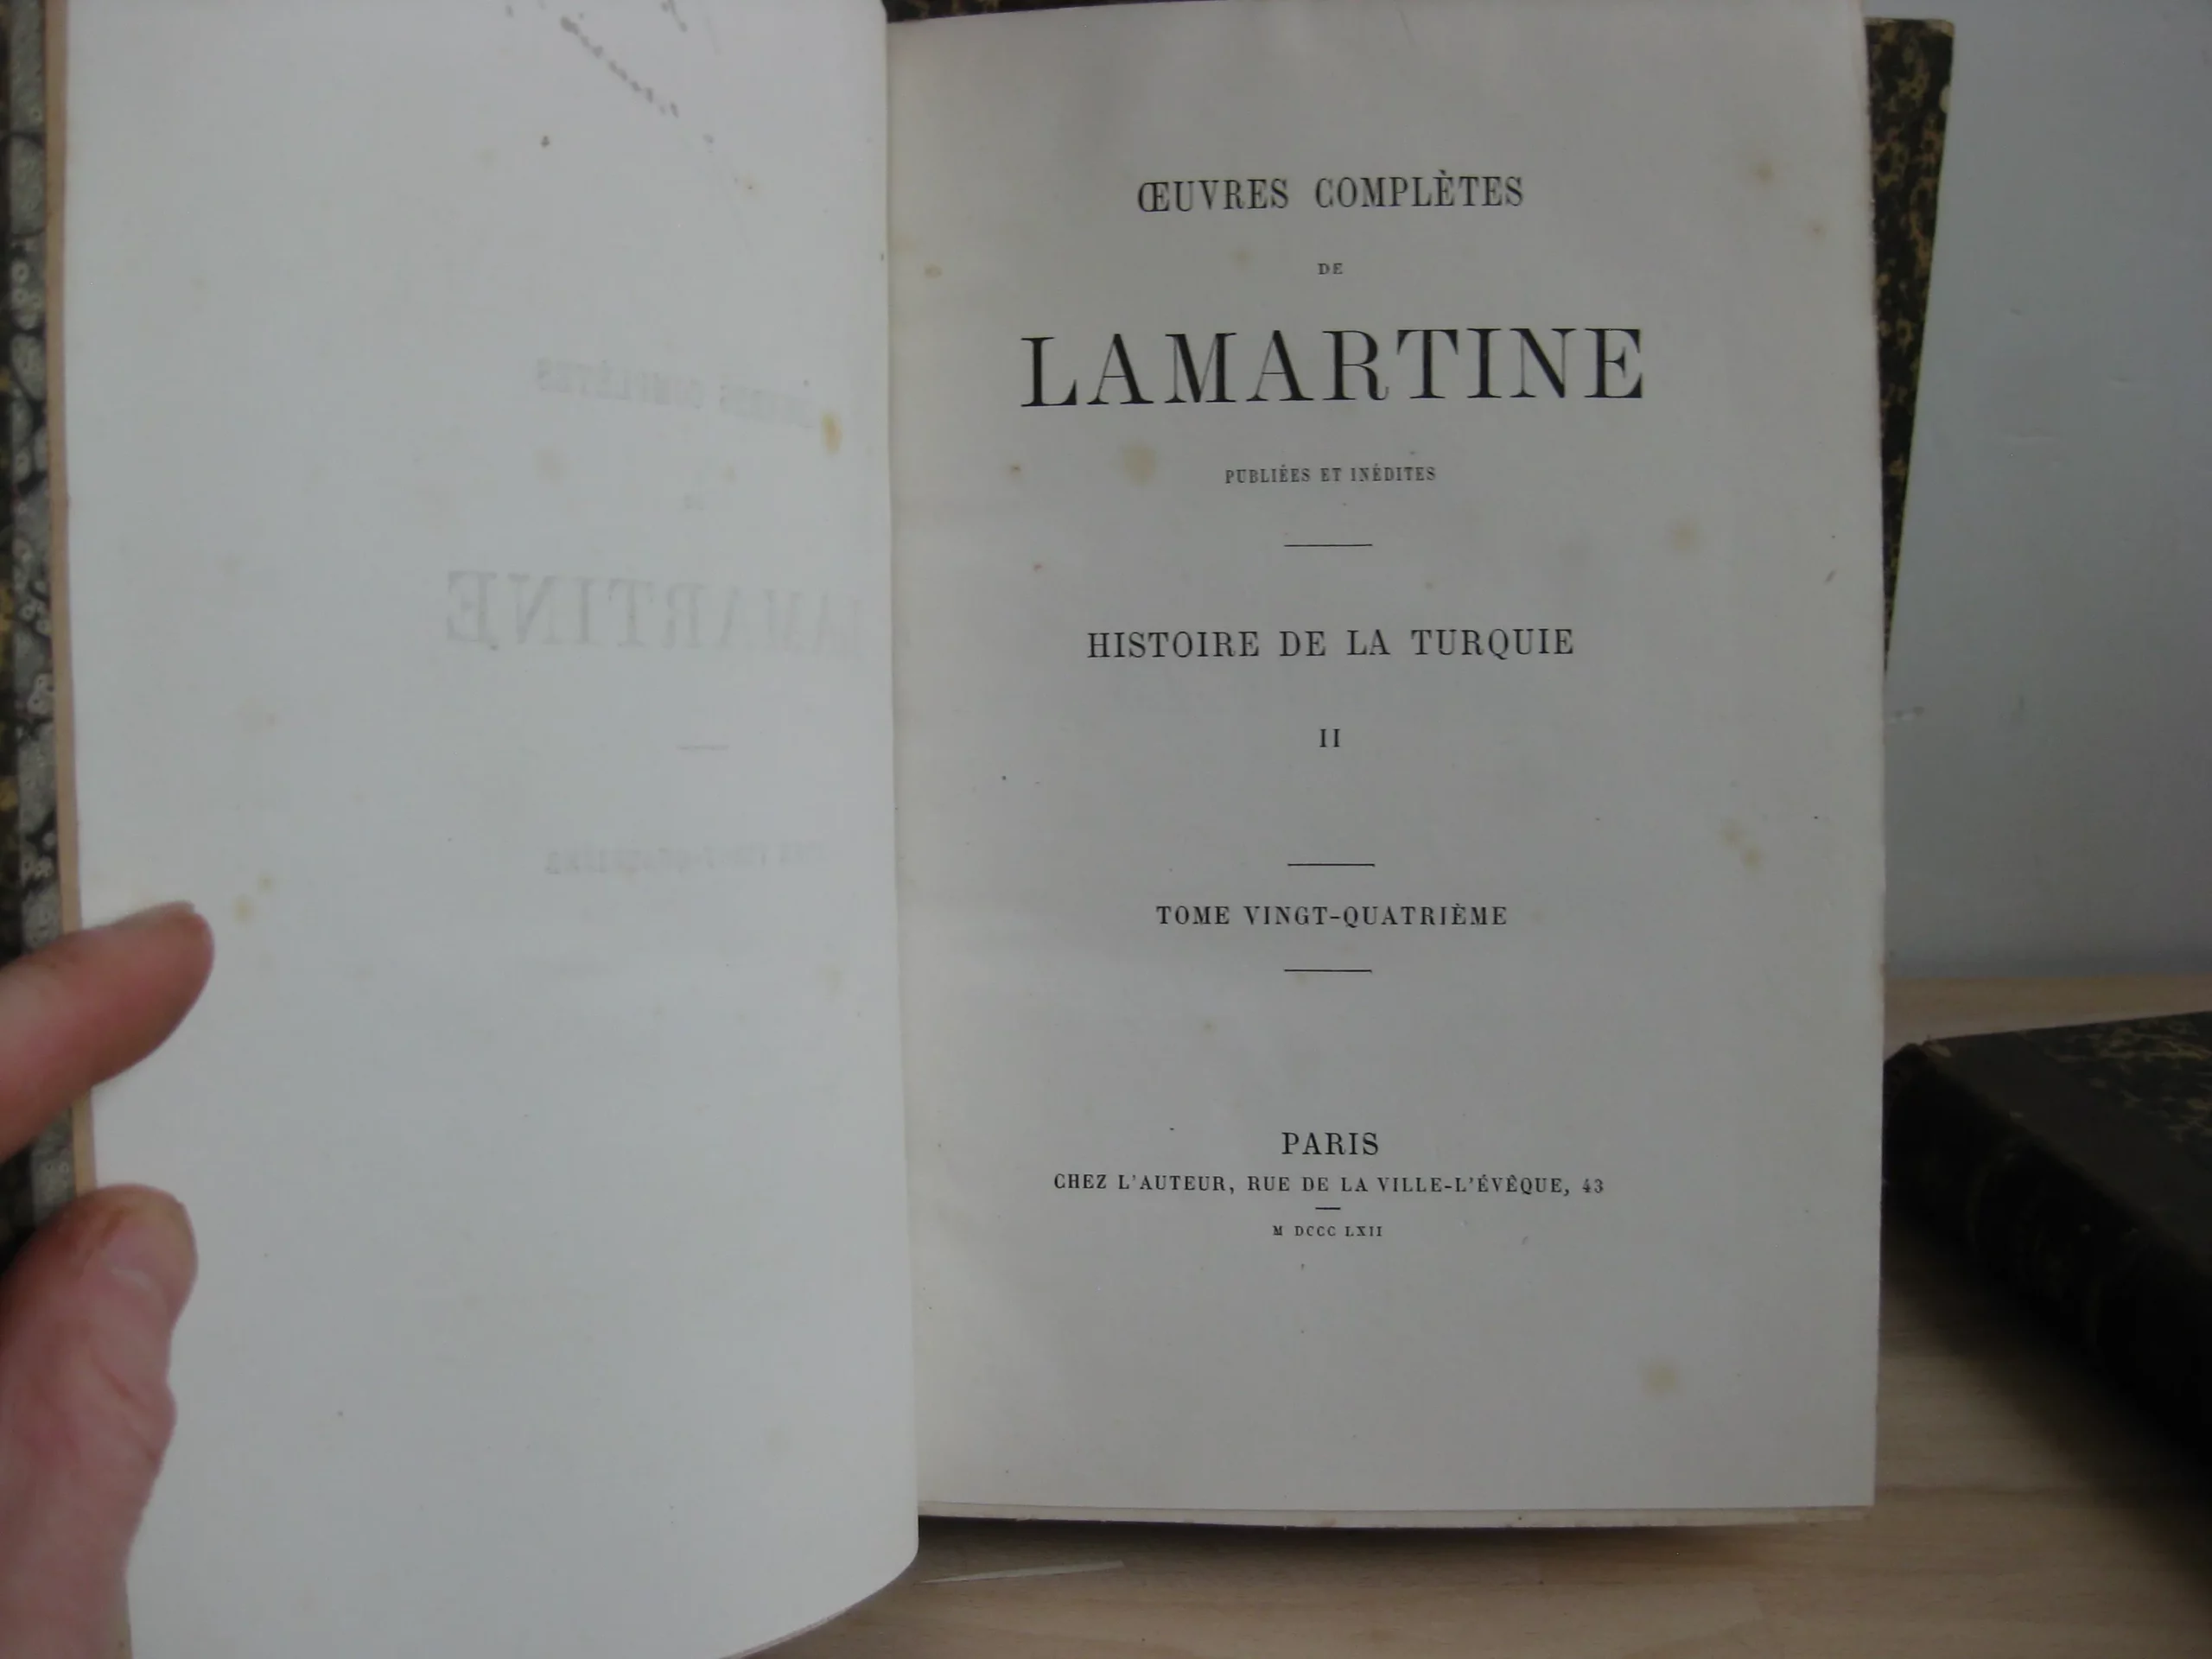 ŒUVRES COMPLÈTES
DE
LAMARTINE
PUBLIÉES ET INÉDITES
HISTOIRE DE LA TURQUIE
II
TOME VINGT-QUATRIÈME
PARIS
CHEZ L'AUTEUR, RUE DE LA VILLE-L'ÉVÊQUE, 43
M DCCC LXII